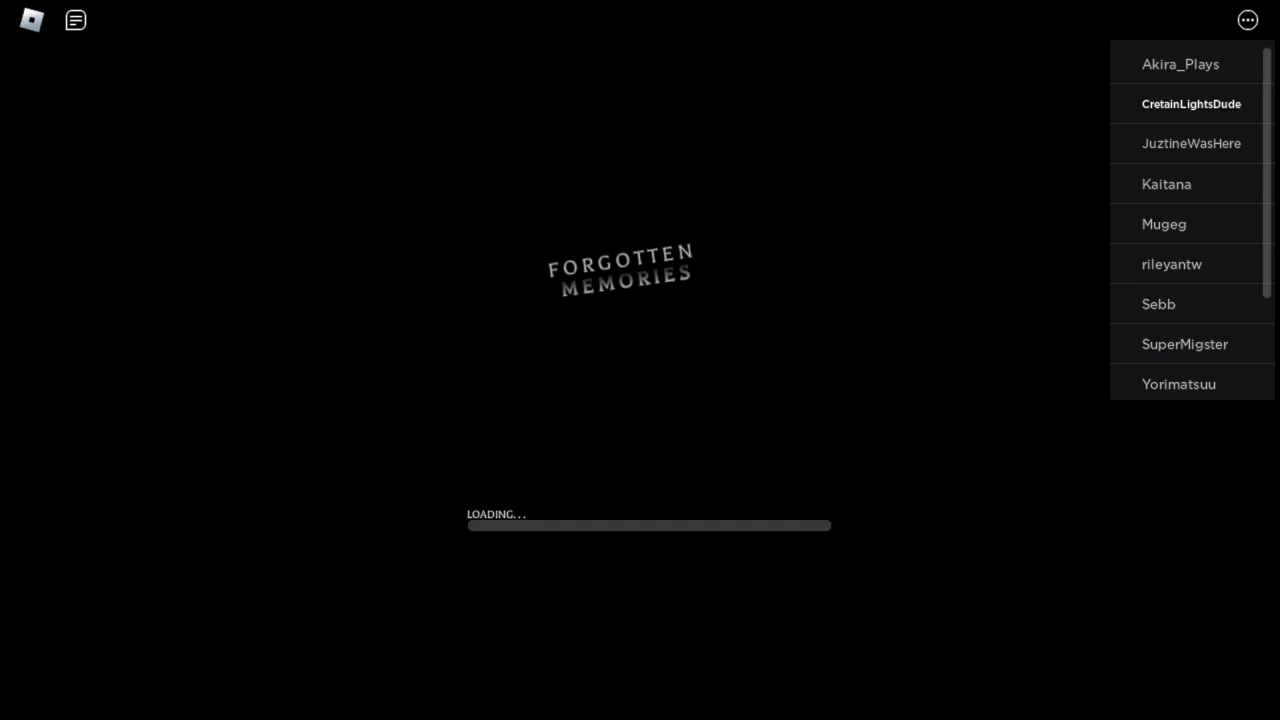 Akira_Plays
CretainLightsDude
JuztineWasHere
Kaitana
Mugeg
rileyantw
Sebb
SuperMigster
Yorimatsuu
FORGOTTEN
MEMORIES
LOADING...